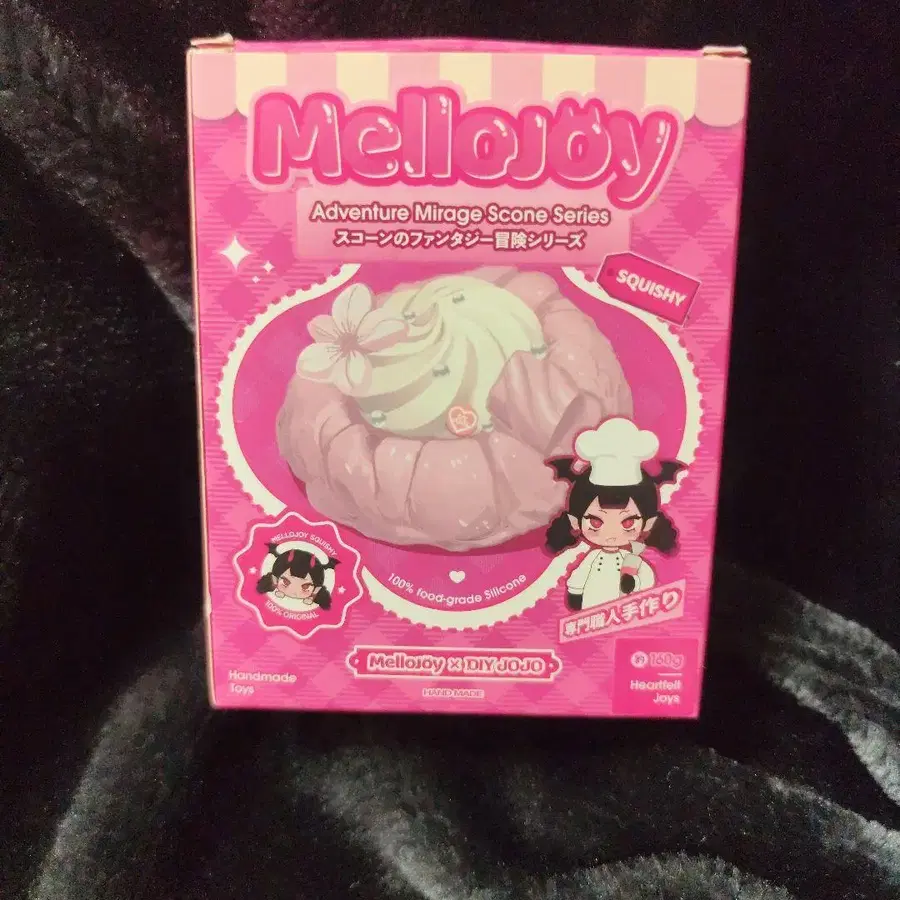 Mellojoy
Adventure Mirage Scone Series
スコーンのファンタジー冒険シリーズ
SQUISHY
MELLOJOY SQUISHY
100% ORIGINAL
100% food-grade Silicone
専門職人手作り
Mellojoy × DIY JOJO
HAND MADE
Handmade
Toys
約 160g
Heartfelt
Joys